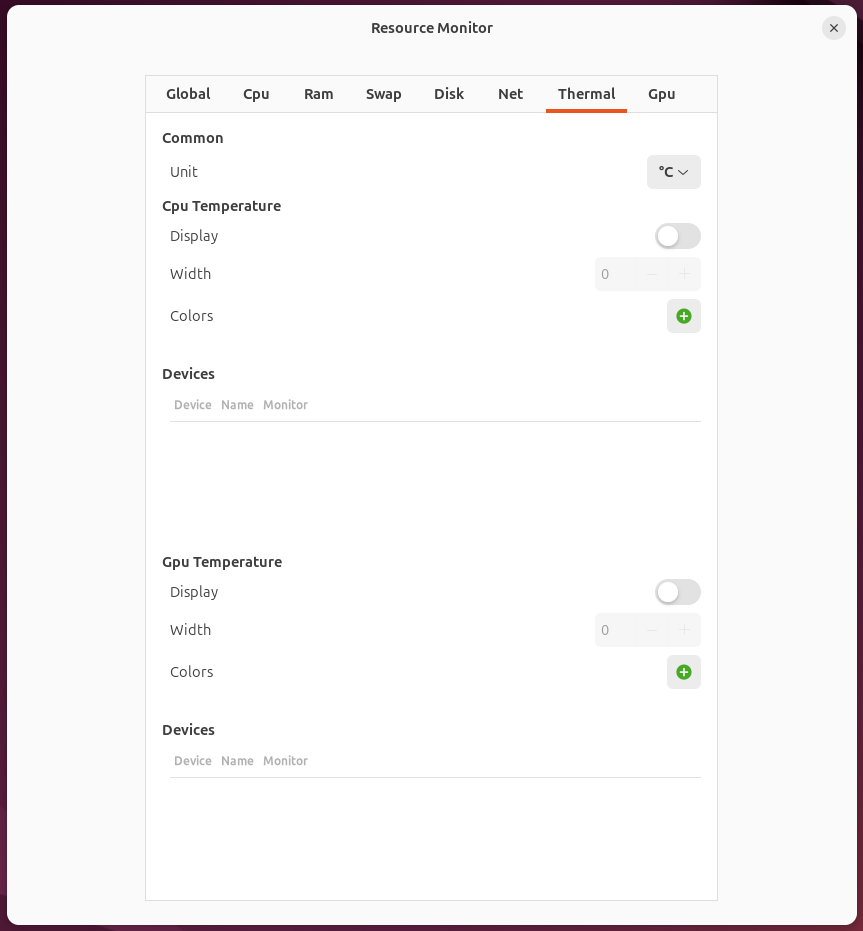 Resource Monitor
Global Cpu Ram Swap Disk Net Thermal Gpu
Common
Unit °C
Cpu Temperature
Display
Width 0 − +
Colors
Devices
Device Name Monitor
Gpu Temperature
Display
Width 0 − +
Colors
Devices
Device Name Monitor